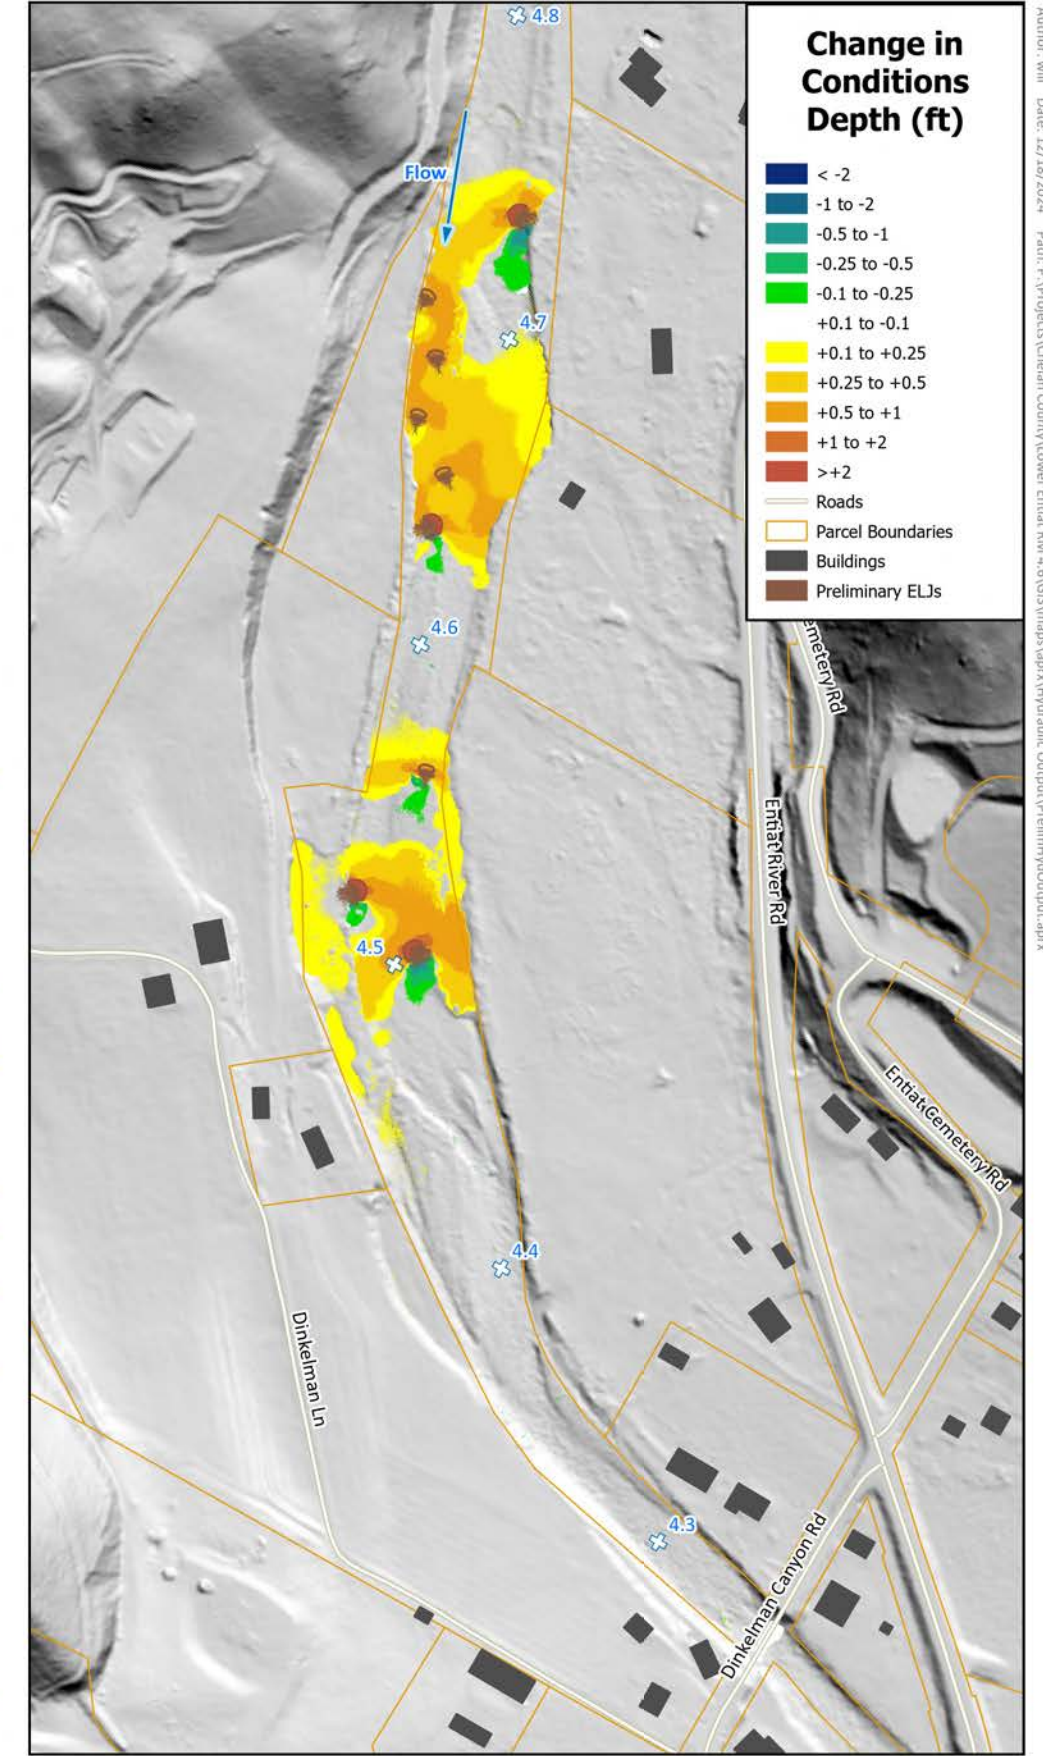 Change in
Conditions
Depth (ft)
< -2
-1 to -2
-0.5 to -1
-0.25 to -0.5
-0.1 to -0.25
+0.1 to -0.1
+0.1 to +0.25
+0.25 to +0.5
+0.5 to +1
+1 to +2
>+2
Roads
Parcel Boundaries
Buildings
Preliminary ELJs
4.8
Flow
4.7
4.6
emetery Rd
Entiat River Rd
4.5
Entiat Cemetery Rd
4.4
Dinkelman Ln
4.3
Dinkelman Canyon Rd